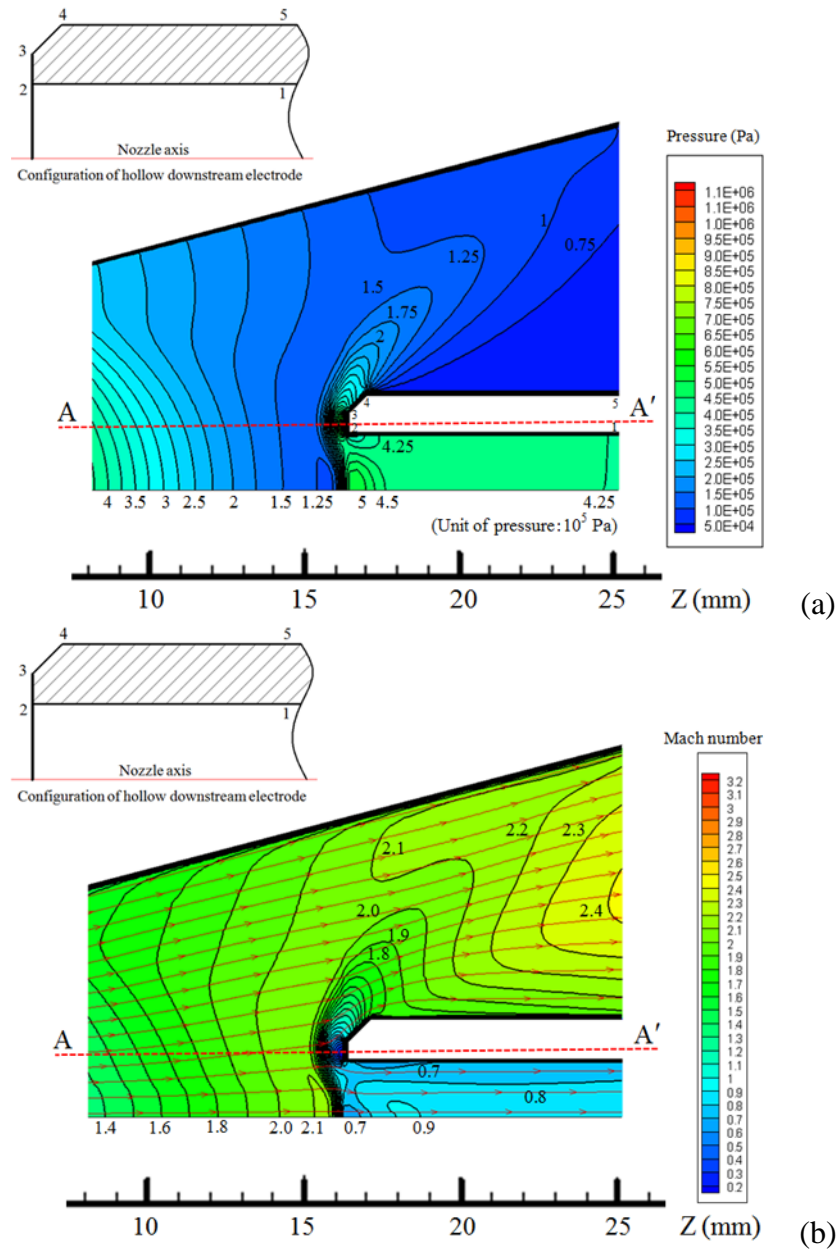 4 5
3
2 1
Nozzle axis
Configuration of hollow downstream electrode
Pressure (Pa)
1.1E+06
1.1E+06
1.0E+06
9.5E+05
9.0E+05
8.5E+05
8.0E+05
7.5E+05
7.0E+05
6.5E+05
6.0E+05
5.5E+05
5.0E+05
4.5E+05
4.0E+05
3.5E+05
3.0E+05
2.5E+05
2.0E+05
1.5E+05
1.0E+05
5.0E+04
1
0.75
1.25
1.5
1.75
2
4 5
3
A A′
2 1
4.25
4 3.5 3 2.5 2 1.5 1.25 5 4.5 4.25
(Unit of pressure: 10⁵ Pa)
10 15 20 25 Z (mm)
(a)
4 5
3
2 1
Nozzle axis
Configuration of hollow downstream electrode
Mach number
3.2
3.1
3
2.9
2.8
2.7
2.6
2.5
2.4
2.3
2.2
2.1
2
1.9
1.8
1.7
1.6
1.5
1.4
1.3
1.2
1.1
1
0.9
0.8
0.7
0.6
0.5
0.4
0.3
0.2
2.1 2.2 2.3
2.0 2.4
1.9
1.8
A A′
0.7
0.8
1.4 1.6 1.8 2.0 2.1 0.7 0.9
10 15 20 25 Z (mm)
(b)